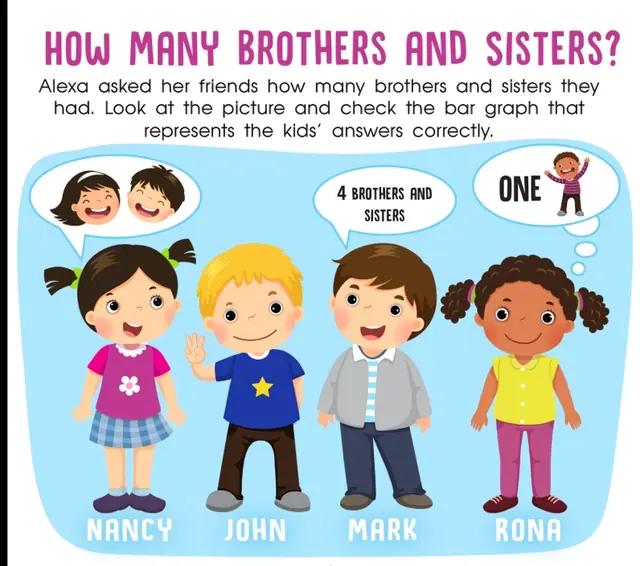 HOW MANY BROTHERS AND SISTERS?
Alexa asked her friends how many brothers and sisters they
had. Look at the picture and check the bar graph that
represents the kids’ answers correctly.
4 BROTHERS AND
SISTERS
ONE
NANCY
JOHN
MARK
RONA